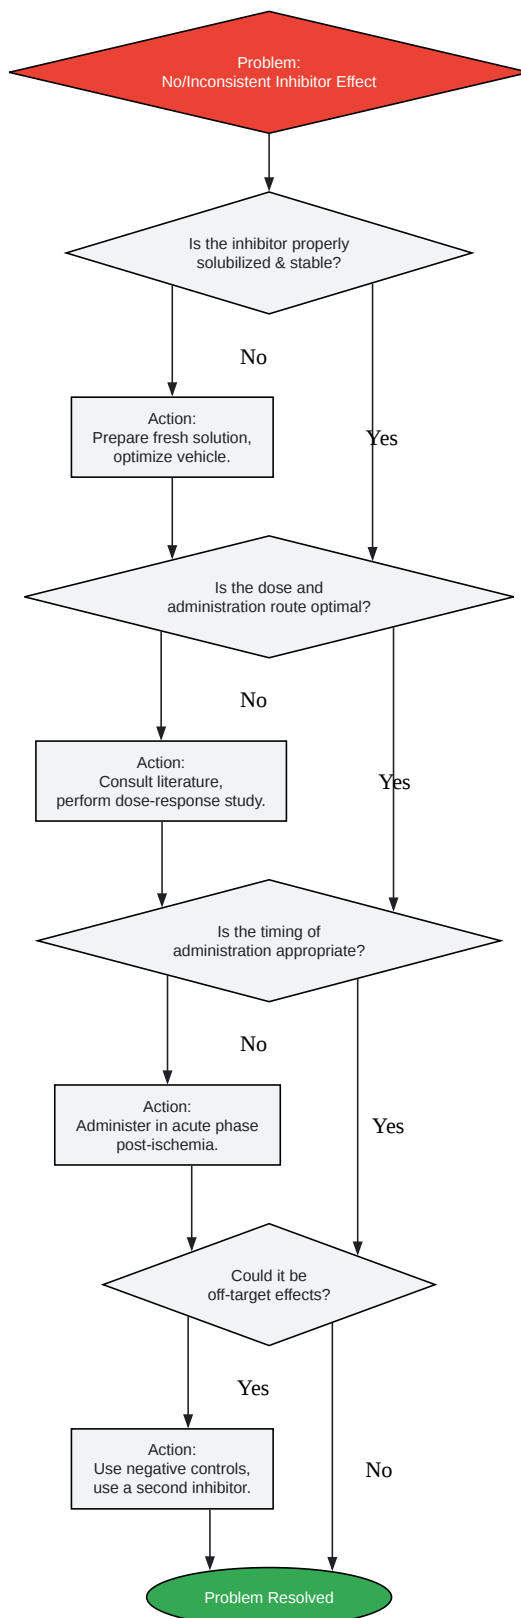 Problem:
No/Inconsistent Inhibitor Effect
Is the inhibitor properly
solubilized & stable?
No
Action:
Prepare fresh solution,
optimize vehicle.
Yes
Is the dose and
administration route optimal?
No
Action:
Consult literature,
perform dose-response study.
Yes
Is the timing of
administration appropriate?
No
Action:
Administer in acute phase
post-ischemia.
Yes
Could it be
off-target effects?
Yes
Action:
Use negative controls,
use a second inhibitor.
No
Problem Resolved